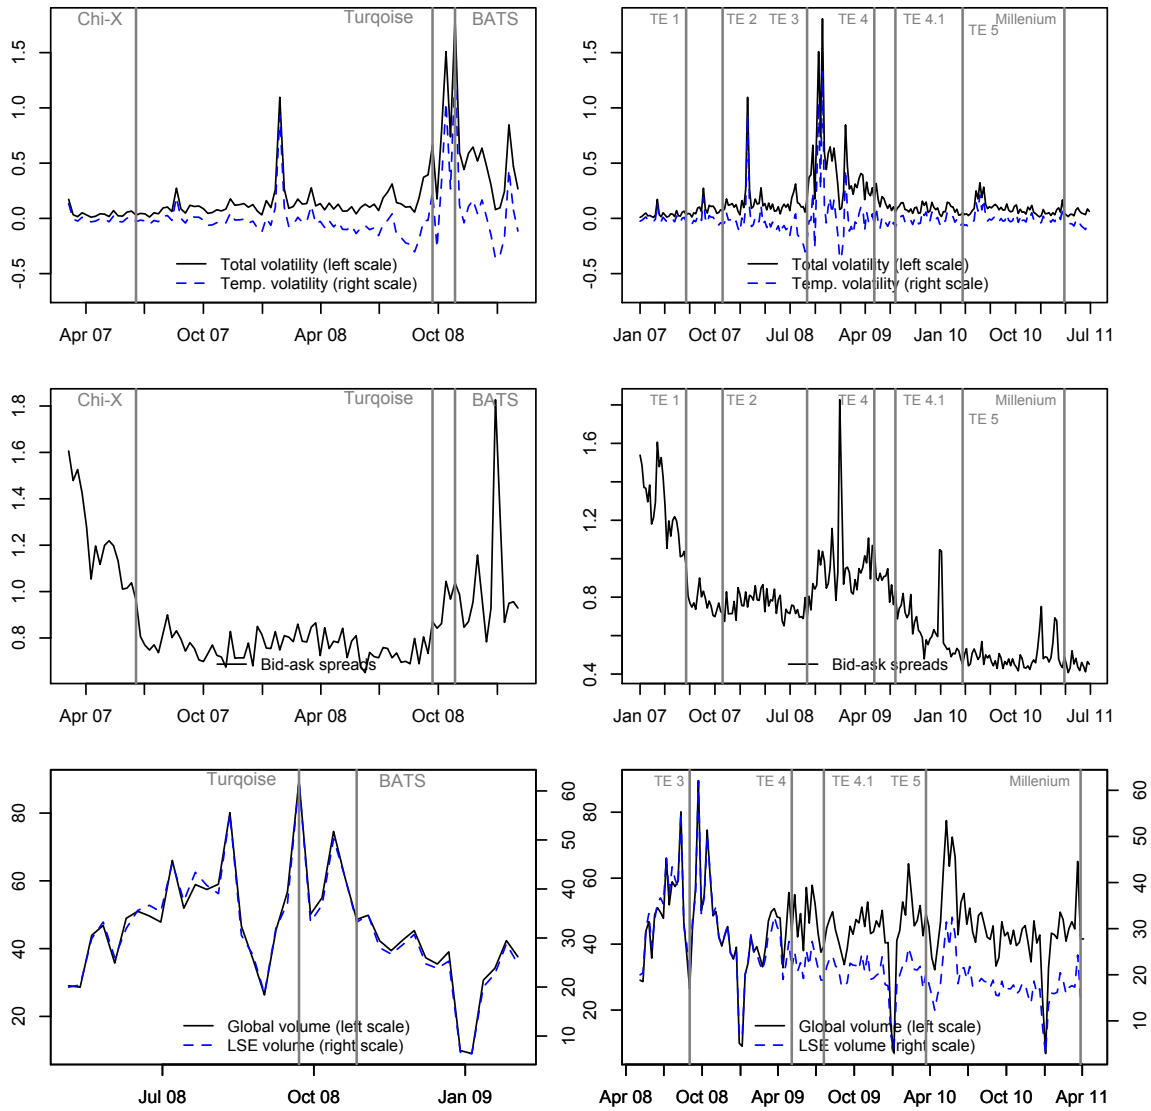 Chi-X Turqoise BATS
1.5
1.0
0.5
0.0
-0.5
Total volatility (left scale)
Temp. volatility (right scale)
Apr 07 Oct 07 Apr 08 Oct 08
TE 1 TE 2 TE 3 TE 4 TE 4.1 TE 5 Millenium
1.5
1.0
0.5
0.0
-0.5
Total volatility (left scale)
Temp. volatility (right scale)
Jan 07 Oct 07 Jul 08 Apr 09 Jan 10 Oct 10 Jul 11
Chi-X Turqoise BATS
1.8
1.6
1.4
1.2
1.0
0.8
Bid-ask spreads
Apr 07 Oct 07 Apr 08 Oct 08
TE 1 TE 2 TE 4 TE 4.1 TE 5 Millenium
1.6
1.2
0.8
0.4
Bid-ask spreads
Jan 07 Oct 07 Jul 08 Apr 09 Jan 10 Oct 10 Jul 11
Turqoise BATS
80
60
40
20
60
50
40
30
20
10
Global volume (left scale)
LSE volume (right scale)
Jul 08 Oct 08 Jan 09
TE 3 TE 4 TE 4.1 TE 5 Millenium
80
60
40
20
60
50
40
30
20
10
Global volume (left scale)
LSE volume (right scale)
Apr 08 Oct 08 Apr 09 Oct 09 Apr 10 Oct 10 Apr 11